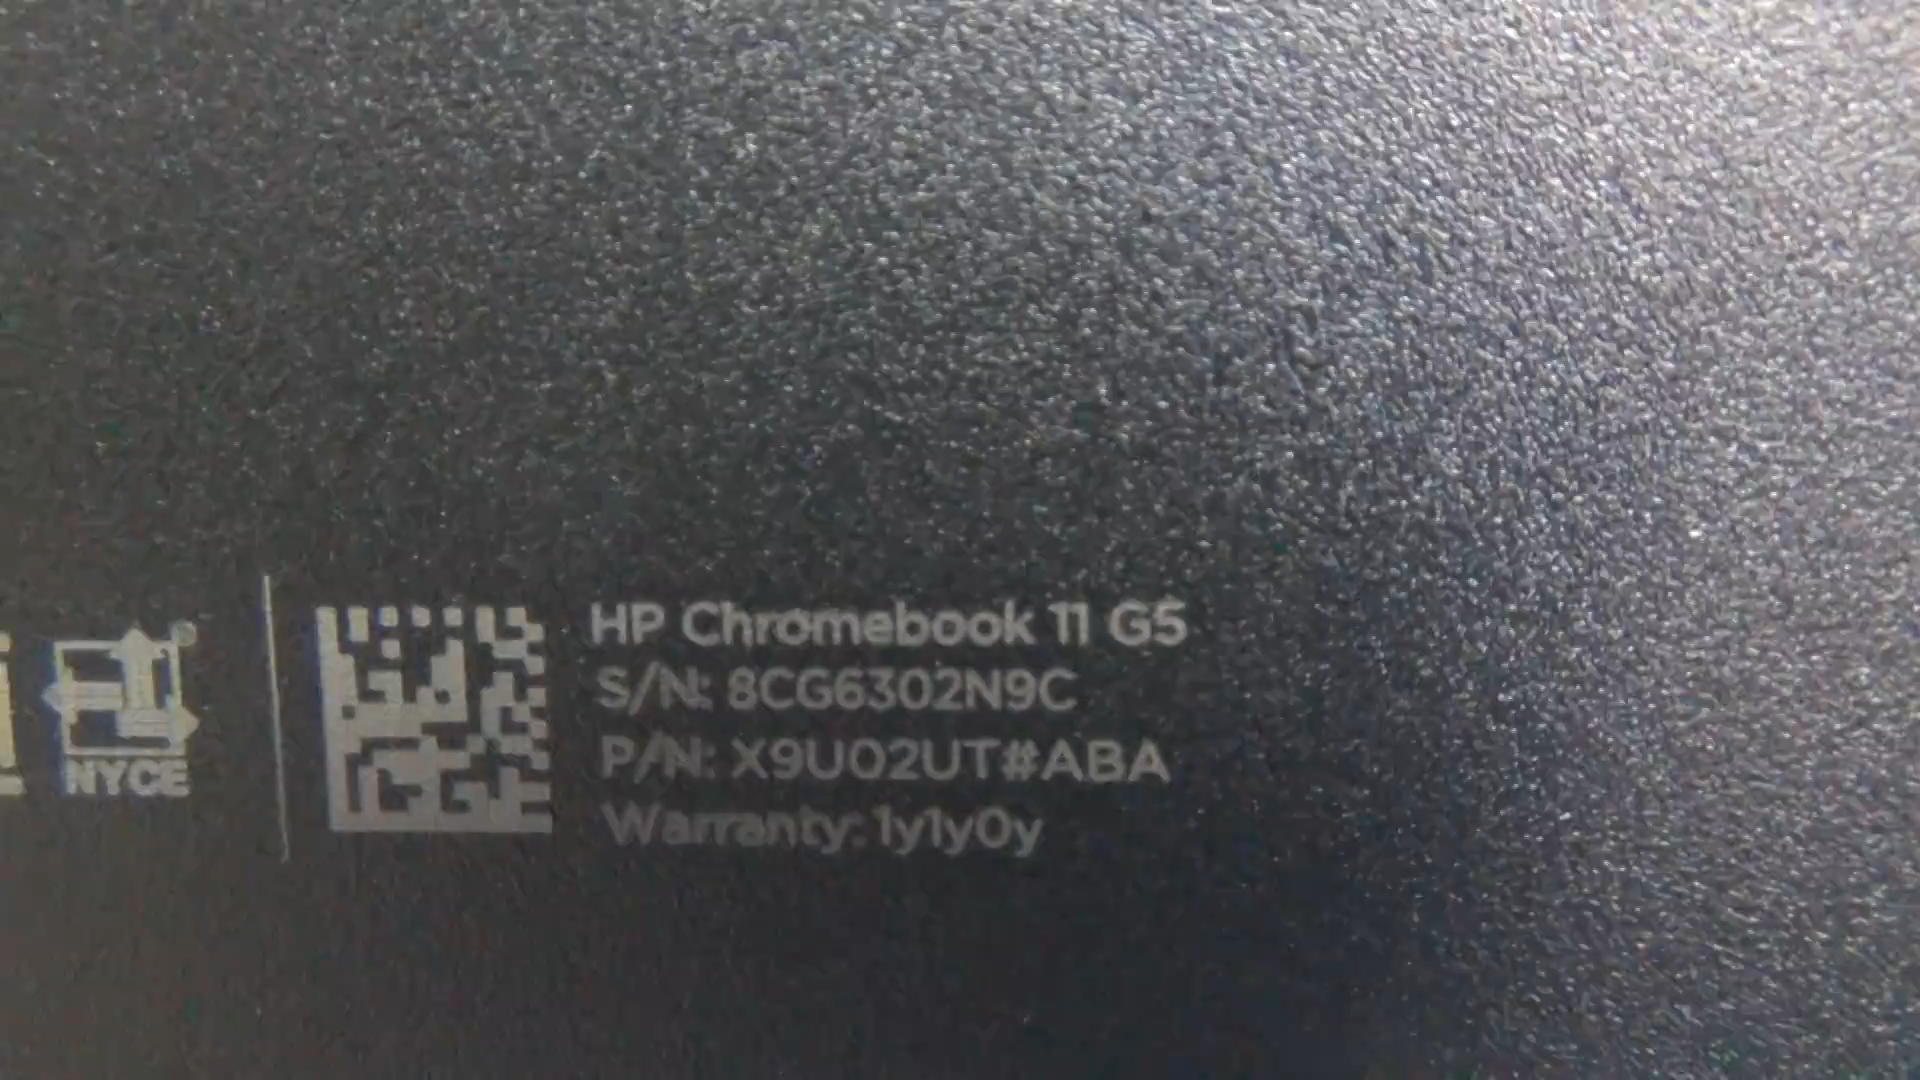 NYCE
HP Chromebook 11 G5
S/N: 8CG6302N9C
P/N: X9U02UT#ABA
Warranty: 1y1y0y